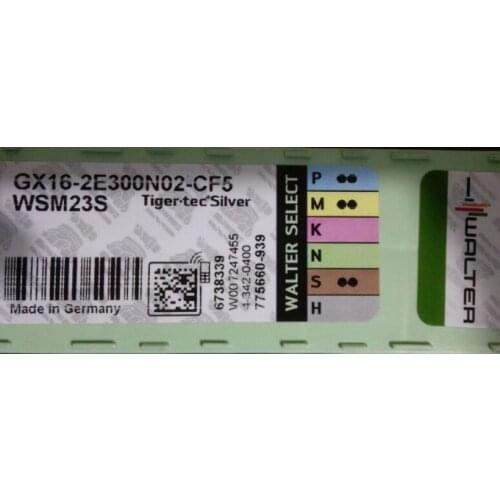 GX16-2E300N02-CF5
WSM23S
Tiger·tec® Silver
Made in Germany
6738339
W007247455
4-342-0400
775660-939
WALTER SELECT
P
M
K
N
S
H
WALTER